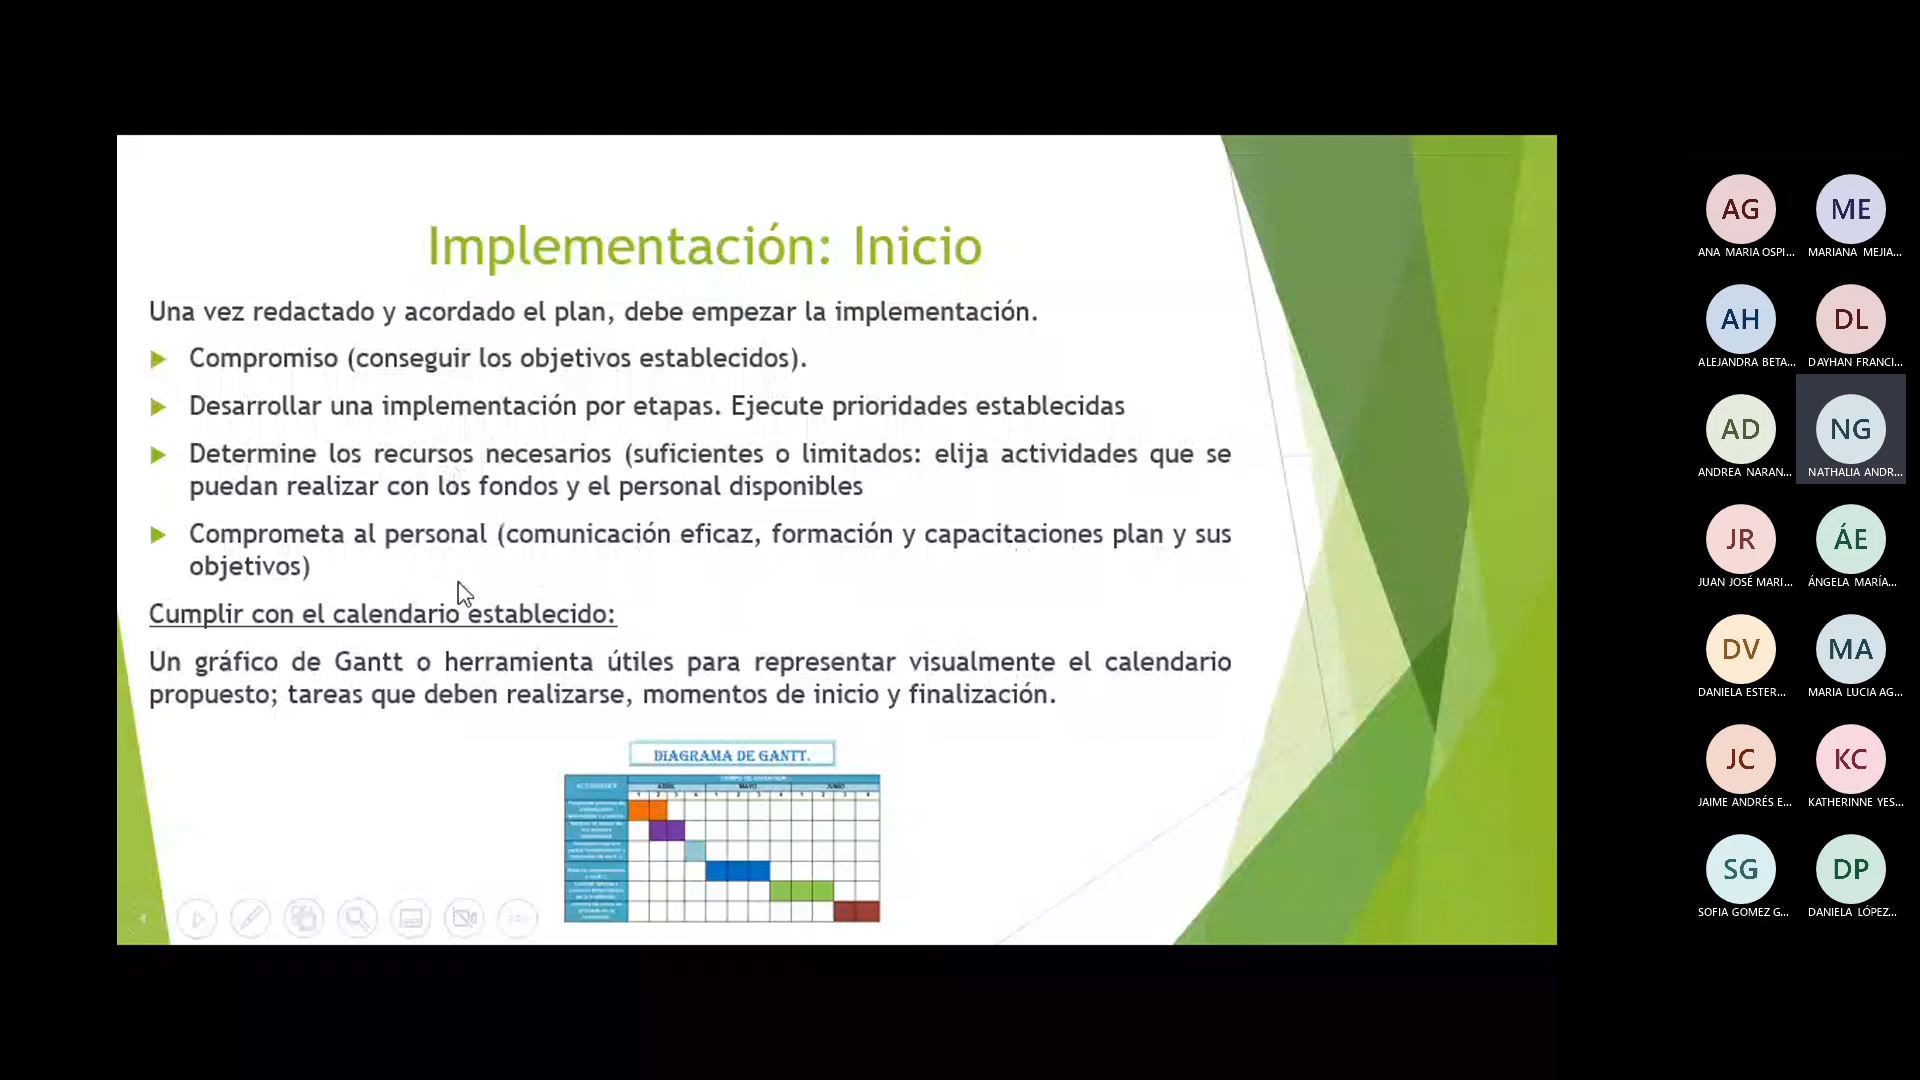 Implementación: Inicio
Una vez redactado y acordado el plan, debe empezar la implementación.
Compromiso (conseguir los objetivos establecidos).
Desarrollar una implementación por etapas. Ejecute prioridades establecidas
Determine los recursos necesarios (suficientes o limitados: elija actividades que se
puedan realizar con los fondos y el personal disponibles
Comprometa al personal (comunicación eficaz, formación y capacitaciones plan y sus
objetivos)
Cumplir con el calendario establecido:
Un gráfico de Gantt o herramienta útiles para representar visualmente el calendario
propuesto; tareas que deben realizarse, momentos de inicio y finalización.
DIAGRAMA DE GANTT.
ACTIVIDADES
ABRIL MAYO JUNIO
AG ME
ANA MARIA OSPI... MARIANA MEJIA...
AH DL
ALEJANDRA BETA... DAYHAN FRANCI...
AD NG
ANDREA NARAN... NATHALIA ANDR...
JR ÁE
JUAN JOSÉ MARI... ÁNGELA MARÍA...
DV MA
DANIELA ESTER... MARIA LUCIA AG...
JC KC
JAIME ANDRÉS E... KATHERINNE YES...
SG DP
SOFIA GOMEZ G... DANIELA LÓPEZ...